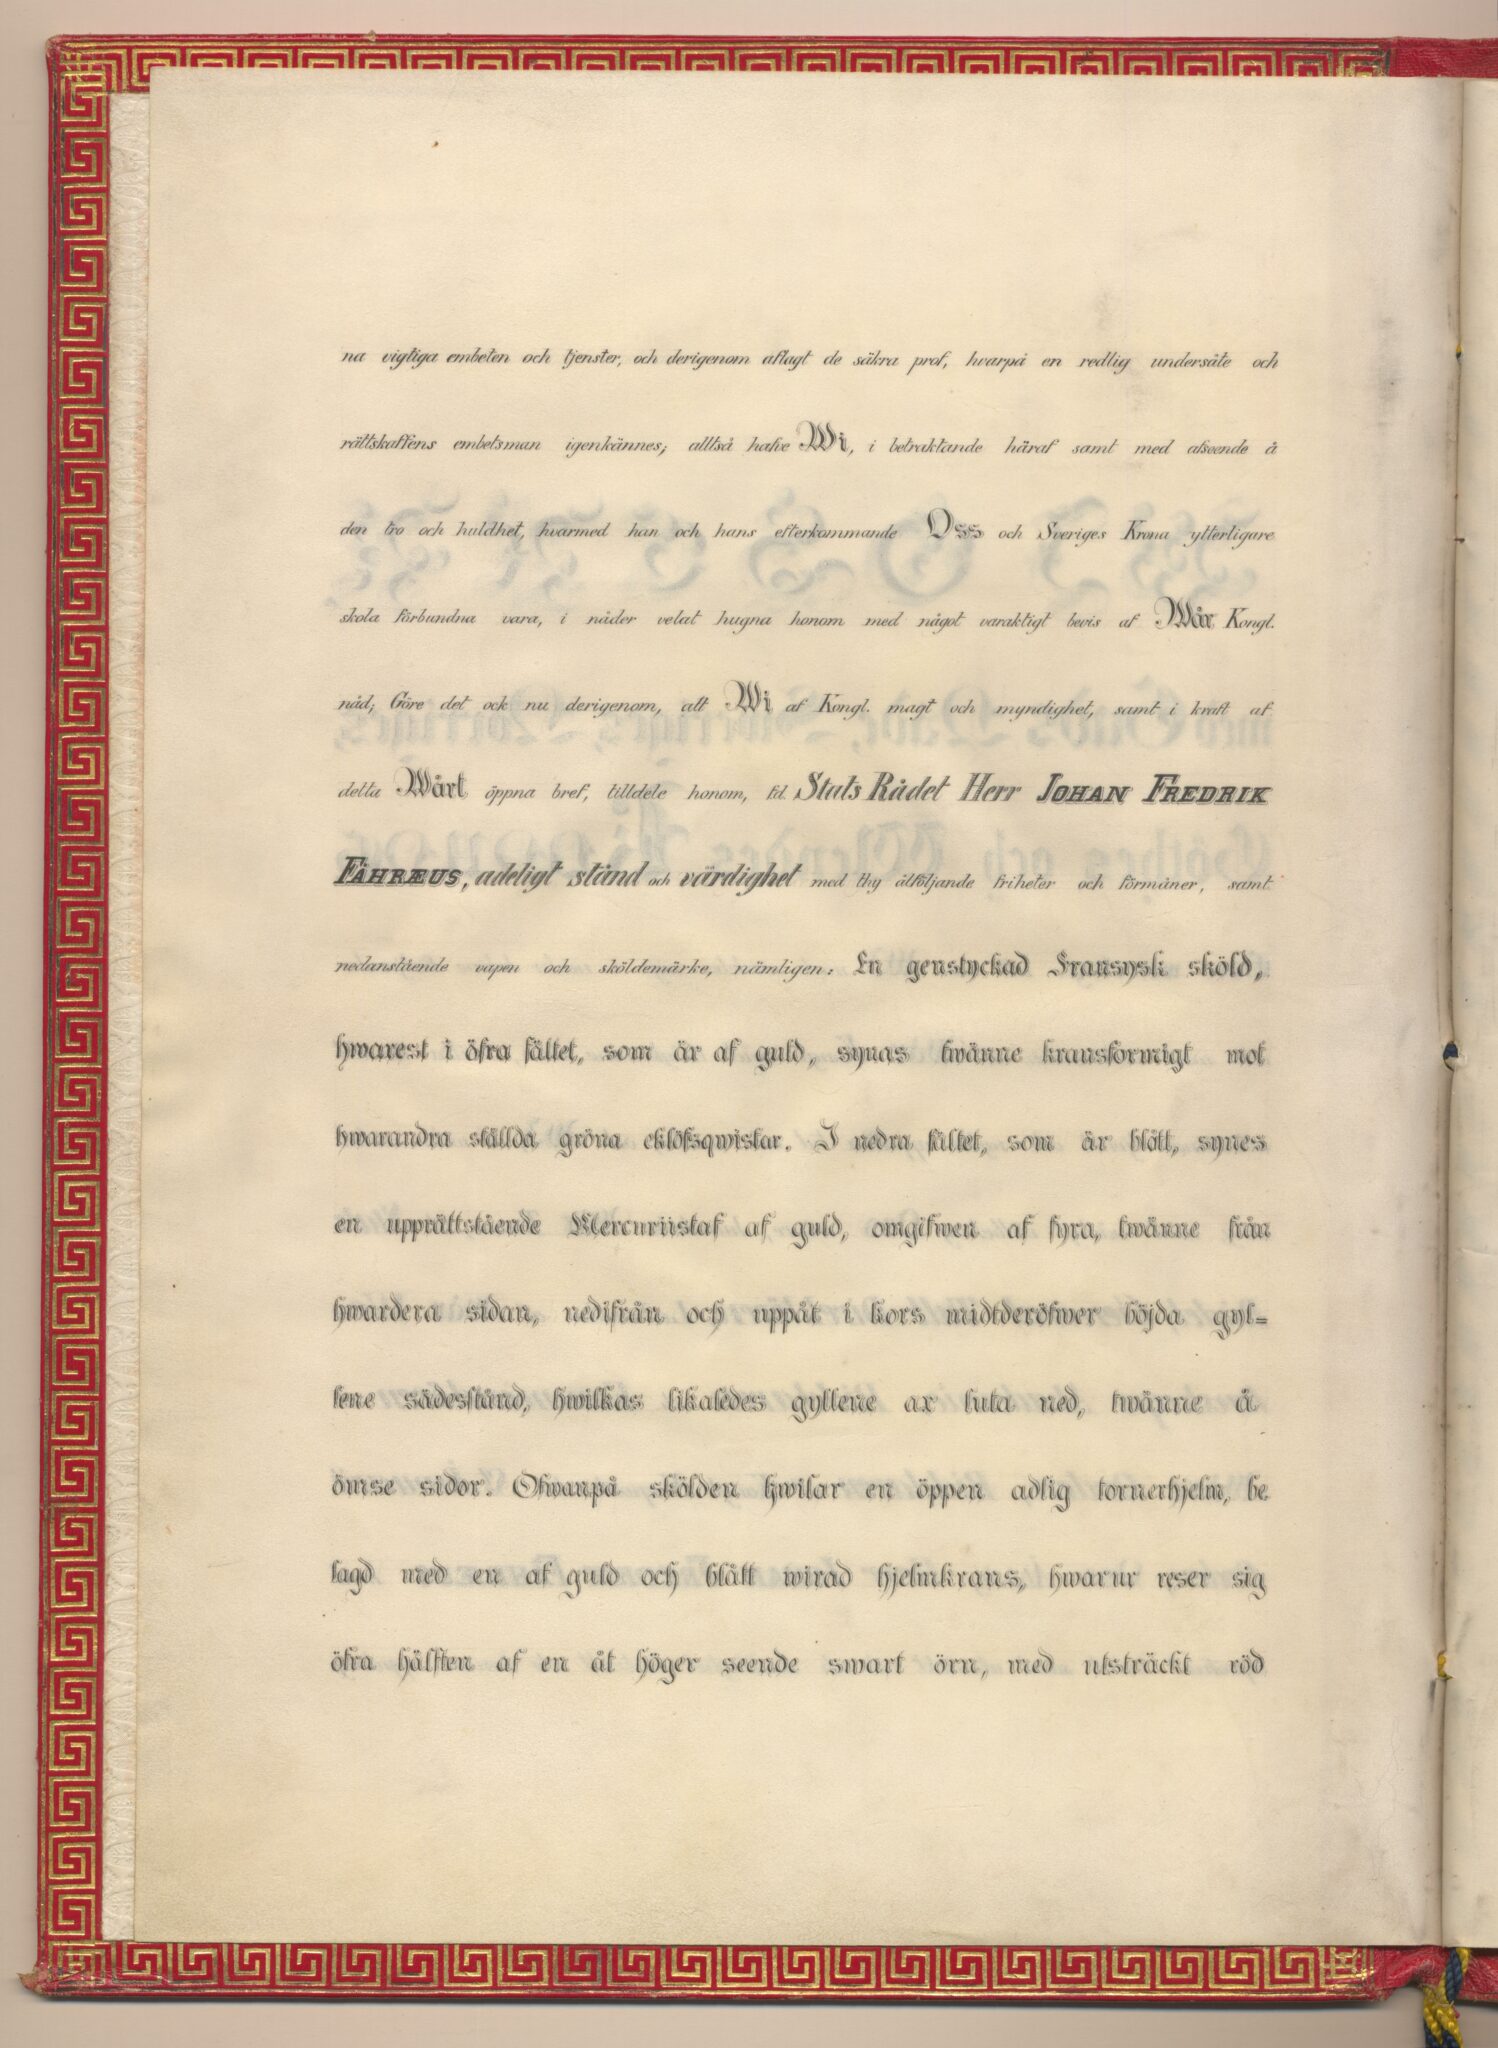 na vigtiga embeten och tjenster, och derigenom aflagt de säkra prof, hvarpå en redlig undersåte och
rättskaffens embetsman igenkännes; alltså hafve Wi, i betraktande häraf samt med afseende å
den tro och huldhet, hvarmed han och hans efterkommande Oss och Sveriges Krona ytterligare
skola förbundna vara, i nåder velat hugna honom med något varaktigt bevis af Wår Kongl.
nåd; Göre det ock nu derigenom, att Wi af Kongl. magt och myndighet, samt i kraft af
detta Wårt öppna bref, tilldele honom, f.d. Stats Rådet Herr JOHAN FREDRIK
FÅHRÆUS, adeligt stånd och värdighet med thy åtföljande friheter och förmåner, samt
nedanstående vapen och sköldemärke, nämligen: En genstyckad Fransysk sköld,
hwarest i öfra fältet, som är af guld, synas twänne kransformigt mot
hwarandra ställda gröna eklöfsqwistar. I nedra fältet, som är blått, synes
en upprättstående Mercuriistaf af guld, omgifwen af fyra, twänne från
hwardera sidan, nedifrån och uppåt i kors midtderöfwer böjda gyl=
lene sädesstånd, hwilkas likaledes gyllene ax luta ned, twänne å
ömse sidor. Ofwanpå skölden hwilar en öppen adlig tornerhjelm, be
lagd med en af guld och blått wirad hjelmkrans, hwarur reser sig
öfra hälften af en åt höger seende swart örn, med utsträckt röd